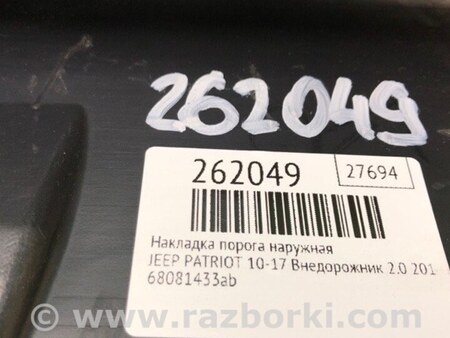 262049
262049
27694
Накладка порога наружная
JEEP PATRIOT 10-17 Внедорожник 2.0 201
68081433ab
© www.razborki.com